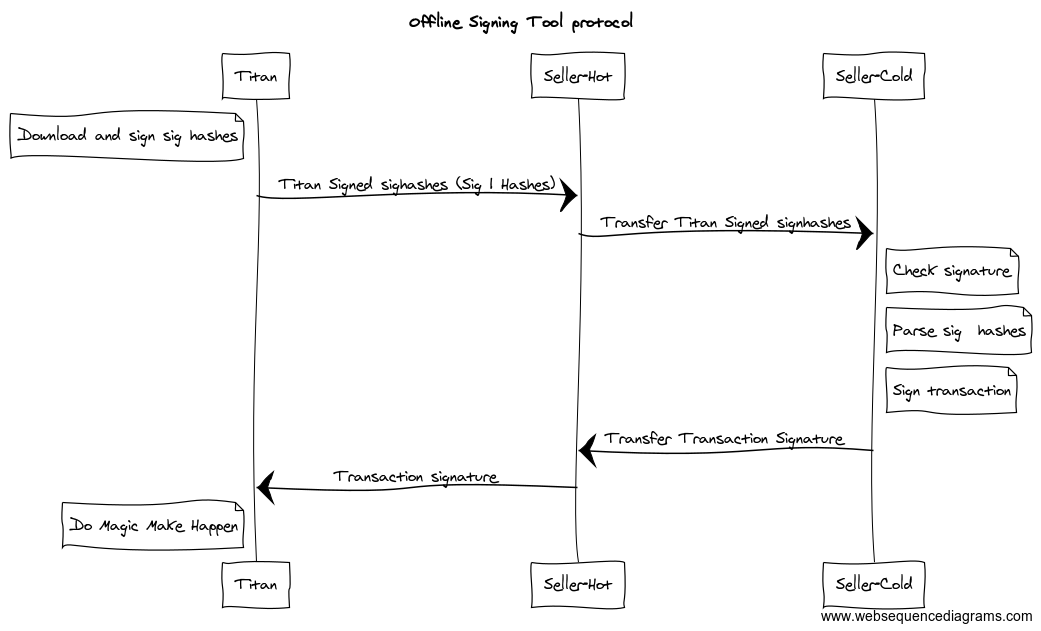 Offline Signing Tool protocol
Titan
Seller-Hot
Seller-Cold
Download and sign sig hashes
Titan Signed sighashes (Sig | Hashes)
Transfer Titan Signed signhashes
Check signature
Parse sig  hashes
Sign transaction
Transfer Transaction Signature
Transaction signature
Do Magic Make Happen
Titan
Seller-Hot
Seller-Cold
www.websequencediagrams.com